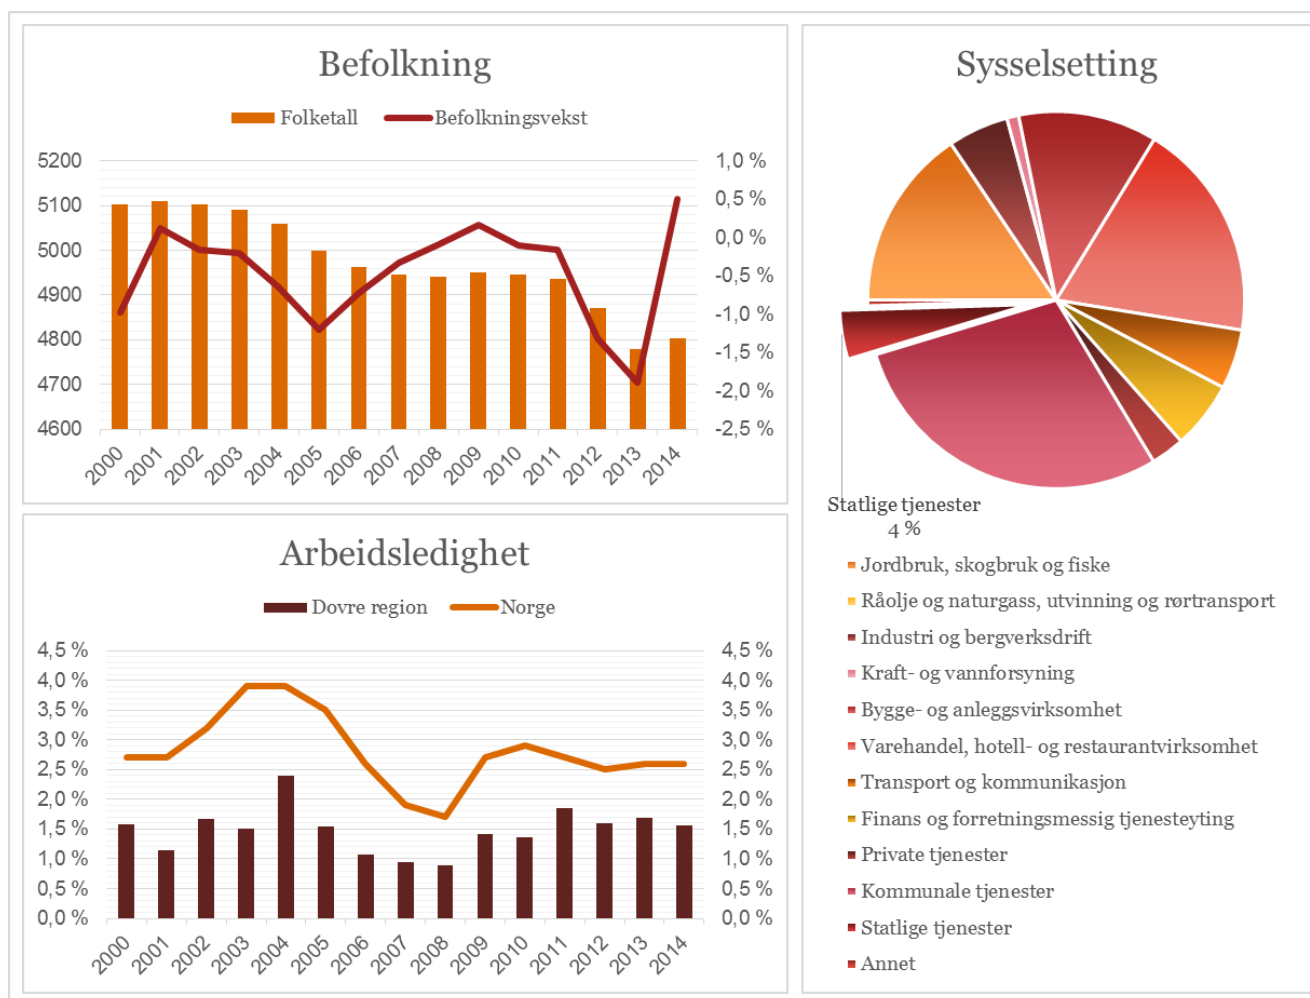 Befolkning
Folketall
Befolkningsvekst
5200
5100
5000
4900
4800
4700
4600
1,0 %
0,5 %
0,0 %
-0,5 %
-1,0 %
-1,5 %
-2,0 %
-2,5 %
2000 2001 2002 2003 2004 2005 2006 2007 2008 2009 2010 2011 2012 2013 2014
Arbeidsledighet
Dovre region
Norge
4,5 %
4,0 %
3,5 %
3,0 %
2,5 %
2,0 %
1,5 %
1,0 %
0,5 %
0,0 %
4,5 %
4,0 %
3,5 %
3,0 %
2,5 %
2,0 %
1,5 %
1,0 %
0,5 %
0,0 %
2000 2001 2002 2003 2004 2005 2006 2007 2008 2009 2010 2011 2012 2013 2014
Sysselsetting
Statlige tjenester
4 %
Jordbruk, skogbruk og fiske
Råolje og naturgass, utvinning og rørtransport
Industri og bergverksdrift
Kraft- og vannforsyning
Bygge- og anleggsvirksomhet
Varehandel, hotell- og restaurantvirksomhet
Transport og kommunikasjon
Finans og forretningsmessig tjenesteyting
Private tjenester
Kommunale tjenester
Statlige tjenester
Annet